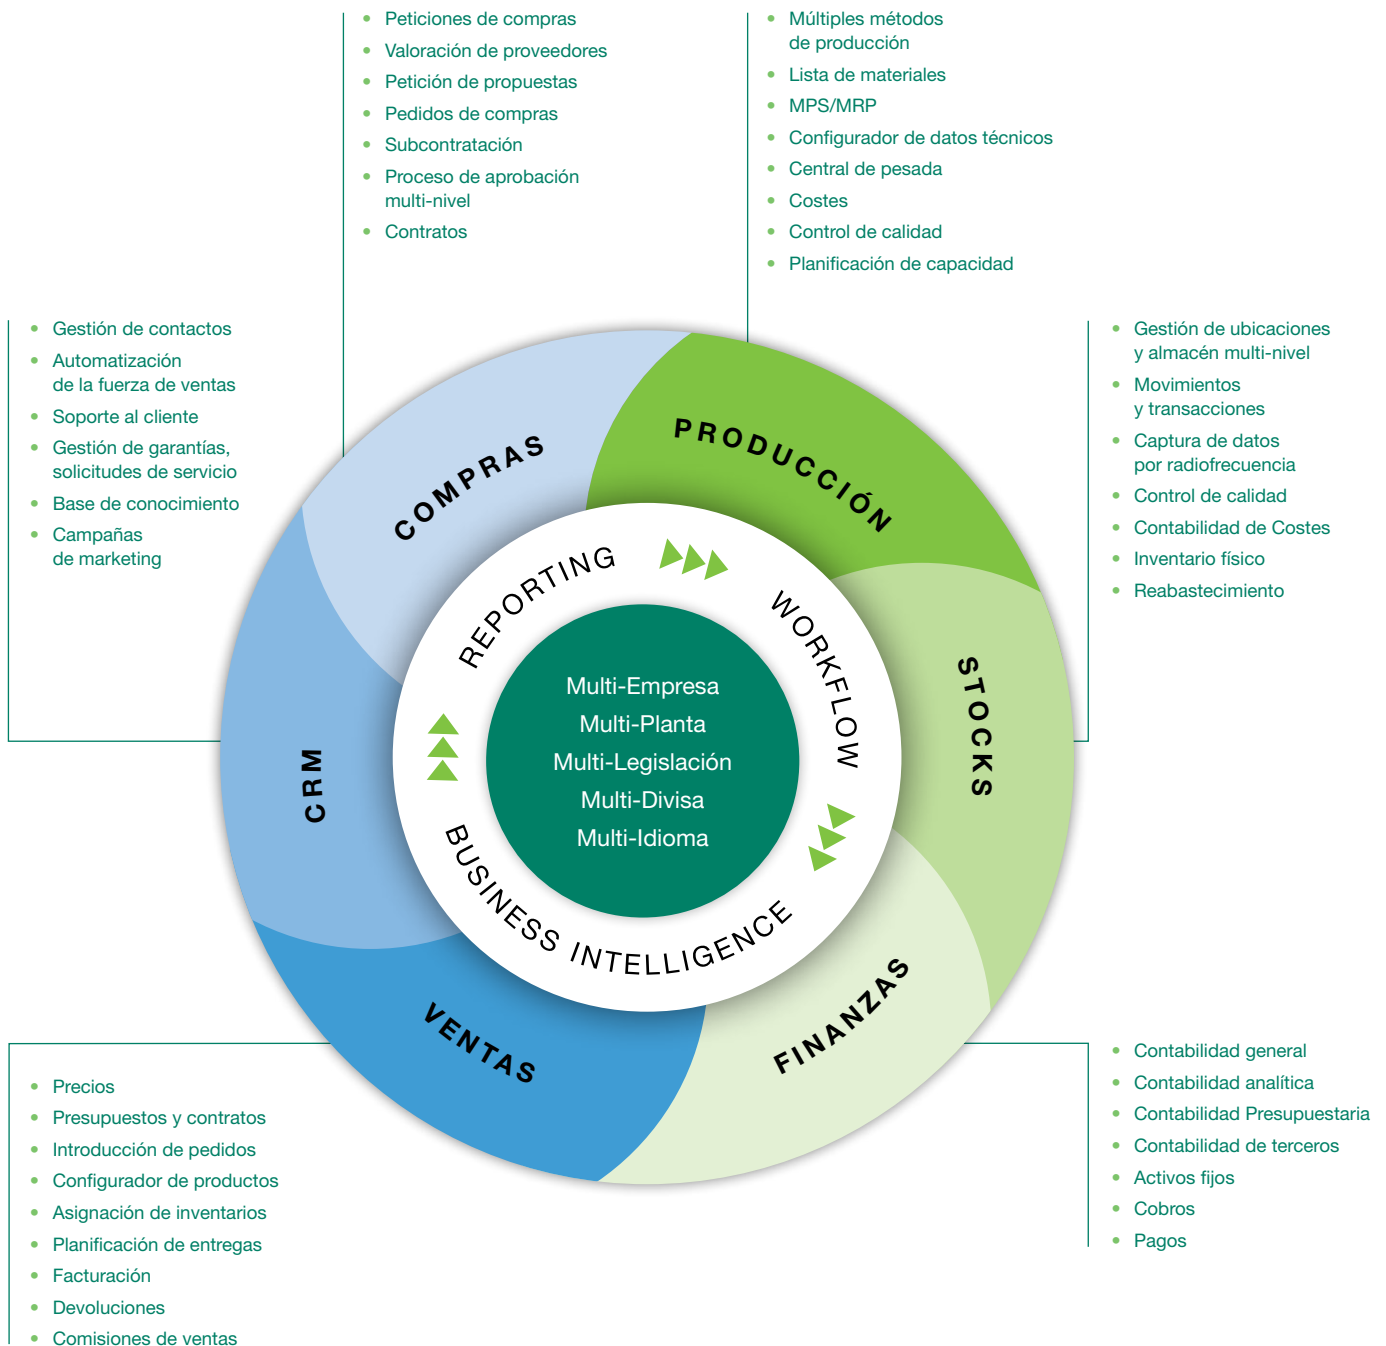 • Peticiones de compras
• Valoración de proveedores
• Petición de propuestas
• Pedidos de compras
• Subcontratación
• Proceso de aprobación
multi-nivel
• Contratos
• Múltiples métodos
de producción
• Lista de materiales
• MPS/MRP
• Configurador de datos técnicos
• Central de pesada
• Costes
• Control de calidad
• Planificación de capacidad
• Gestión de contactos
• Automatización
de la fuerza de ventas
• Soporte al cliente
• Gestión de garantías,
solicitudes de servicio
• Base de conocimiento
• Campañas
de marketing
• Gestión de ubicaciones
y almacén multi-nivel
• Movimientos
y transacciones
• Captura de datos
por radiofrecuencia
• Control de calidad
• Contabilidad de Costes
• Inventario físico
• Reabastecimiento
COMPRAS
PRODUCCIÓN
STOCKS
FINANZAS
VENTAS
CRM
REPORTING
WORKFLOW
BUSINESS INTELLIGENCE
Multi-Empresa
Multi-Planta
Multi-Legislación
Multi-Divisa
Multi-Idioma
• Precios
• Presupuestos y contratos
• Introducción de pedidos
• Configurador de productos
• Asignación de inventarios
• Planificación de entregas
• Facturación
• Devoluciones
• Comisiones de ventas
• Contabilidad general
• Contabilidad analítica
• Contabilidad Presupuestaria
• Contabilidad de terceros
• Activos fijos
• Cobros
• Pagos